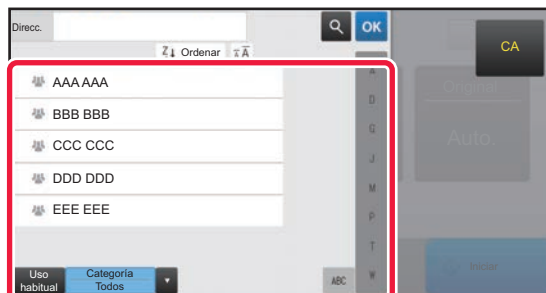 Direcc.
OK
CA
Z↓ Ordenar
AAA AAA
BBB BBB
CCC CCC
DDD DDD
EEE EEE
A
D
G
J
M
P
T
W
Original
Auto
Uso
habitual
Categoría
Todos
ABC
Iniciar